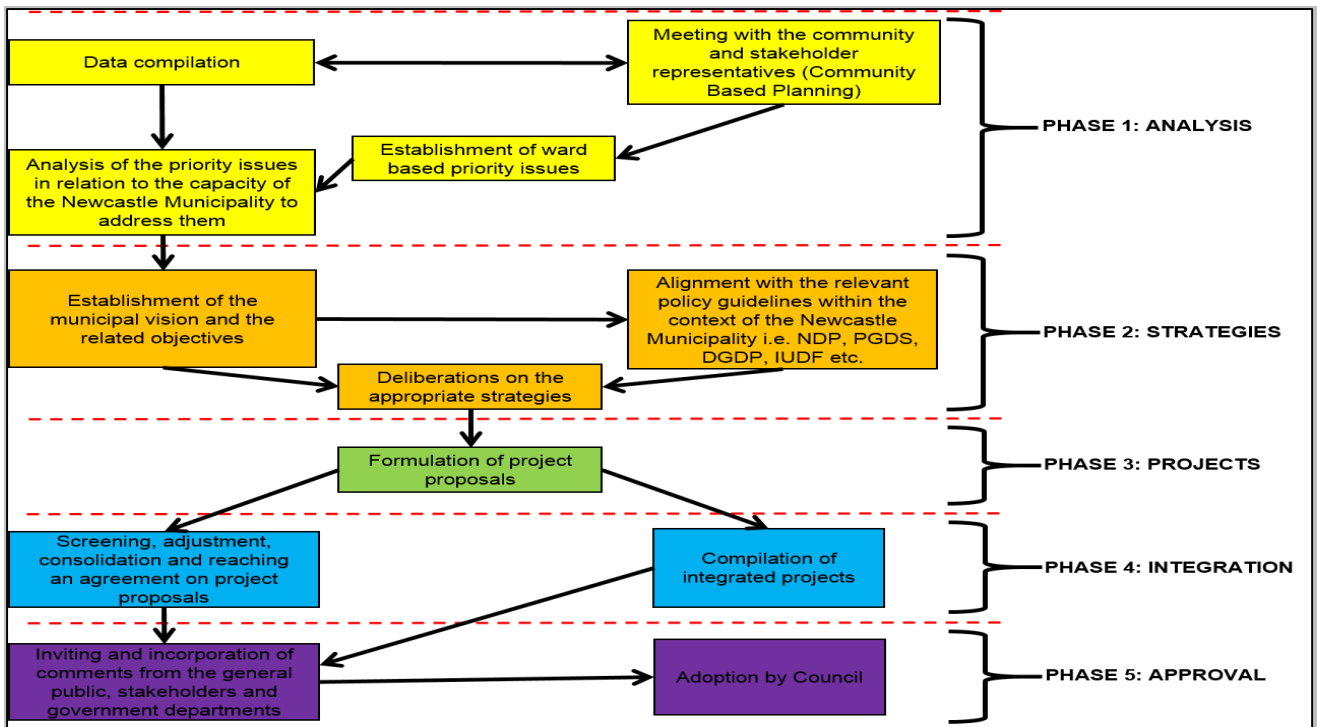 Data compilation
Meeting with the community
and stakeholder
representatives (Community
Based Planning)
Establishment of ward
based priority issues
Analysis of the priority issues
in relation to the capacity of
the Newcastle Municipality to
address them
PHASE 1: ANALYSIS
Establishment of the
municipal vision and the
related objectives
Alignment with the relevant
policy guidelines within the
context of the Newcastle
Municipality i.e. NDP, PGDS,
DGDP, IUDF etc.
Deliberations on the
appropriate strategies
PHASE 2: STRATEGIES
Formulation of project
proposals
PHASE 3: PROJECTS
Screening, adjustment,
consolidation and reaching
an agreement on project
proposals
Compilation of
integrated projects
PHASE 4: INTEGRATION
Inviting and incorporation of
comments from the general
public, stakeholders and
government departments
Adoption by Council
PHASE 5: APPROVAL